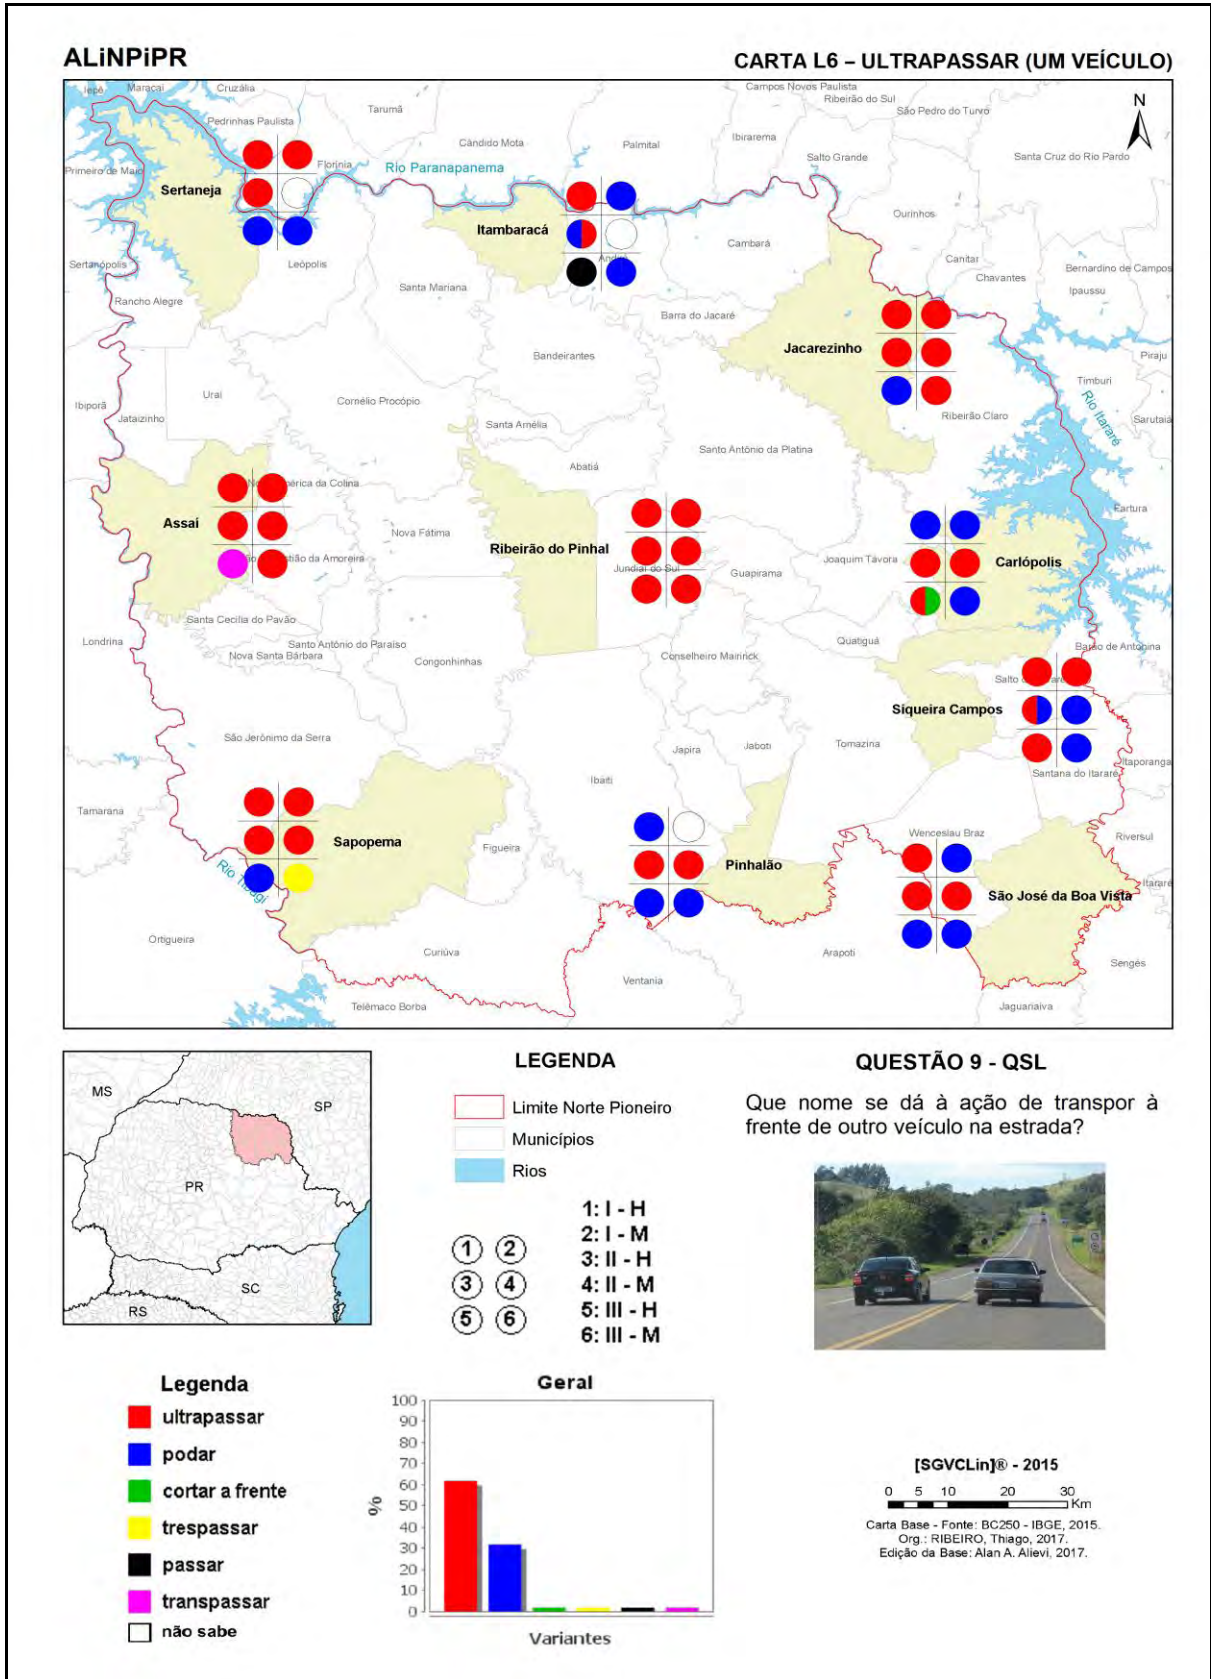 ALiNPiPR
CARTA L6 – ULTRAPASSAR (UM VEÍCULO)
Iepê
Maracaí
Cruzália
Pedrinhas Paulista
Tarumã
Florínia
Cândido Mota
Palmital
Campos Novos Paulista
Ribeirão do Sul
São Pedro do Turvo
Ibirarema
Salto Grande
Santa Cruz do Rio Pardo
N
Primeiro de Maio
Sertaneja
Rio Paranapanema
Itambaracá
Andirá
Cambará
Ourinhos
Canitar
Chavantes
Bernardino de Campos
Ipaussu
Sertanópolis
Leópolis
Rancho Alegre
Santa Mariana
Barra do Jacaré
Jacarezinho
Bandeirantes
Piraju
Timburi
Rio Itararé
Sarutaiá
Ribeirão Claro
Ibiporã
Jataizinho
Uraí
Cornélio Procópio
Santa Amélia
Abatiá
Santo Antônio da Platina
Assaí
Nova Fátima
Ribeirão do Pinhal
Jundiaí do Sul
Guapirama
Joaquim Távora
Carlópolis
Fartura
Londrina
Santa Cecília do Pavão
Santo Antônio do Paraíso
Nova Santa Bárbara
Congonhinhas
Conselheiro Mairinck
Quatiguá
Barão de Antonina
Siqueira Campos
São Jerônimo da Serra
Japira
Jaboti
Tomazina
Santana do Itararé
Itaporanga
Ibaiti
Tamarana
Sapopema
Figueira
Pinhalão
Wenceslau Braz
Riversul
Itararé
São José da Boa Vista
Rio Tibagi
Ortigueira
Curiúva
Ventania
Arapoti
Sengés
Telêmaco Borba
Jaguariaíva
MS
SP
PR
SC
RS
LEGENDA
Limite Norte Pioneiro
Municípios
Rios
1 2
3 4
5 6
1: I - H
2: I - M
3: II - H
4: II - M
5: III - H
6: III - M
QUESTÃO 9 - QSL
Que nome se dá à ação de transpor à
frente de outro veículo na estrada?
Legenda
ultrapassar
podar
cortar a frente
trespassar
passar
transpassar
não sabe
Geral
100
90
80
70
60
50
40
30
20
10
0
%
Variantes
[SGVCLin]® - 2015
0 5 10 20 30
Km
Carta Base - Fonte: BC250 - IBGE, 2015.
Org.: RIBEIRO, Thiago, 2017.
Edição da Base: Alan A. Alievi, 2017.